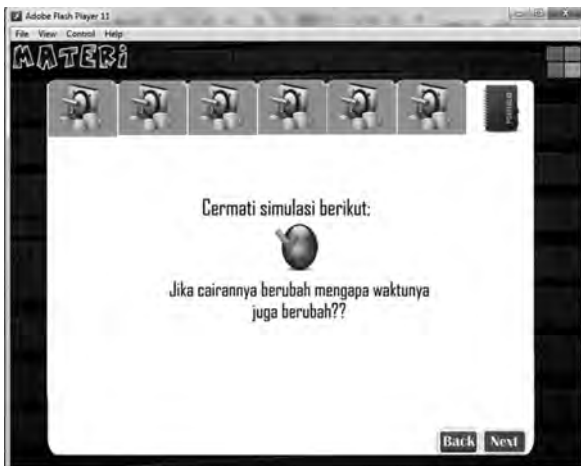 Adobe Flash Player 11
File View Control Help
MATERi
Cermati simulasi berikut:
Jika cairannya berubah mengapa waktunya
juga berubah??
Back Next